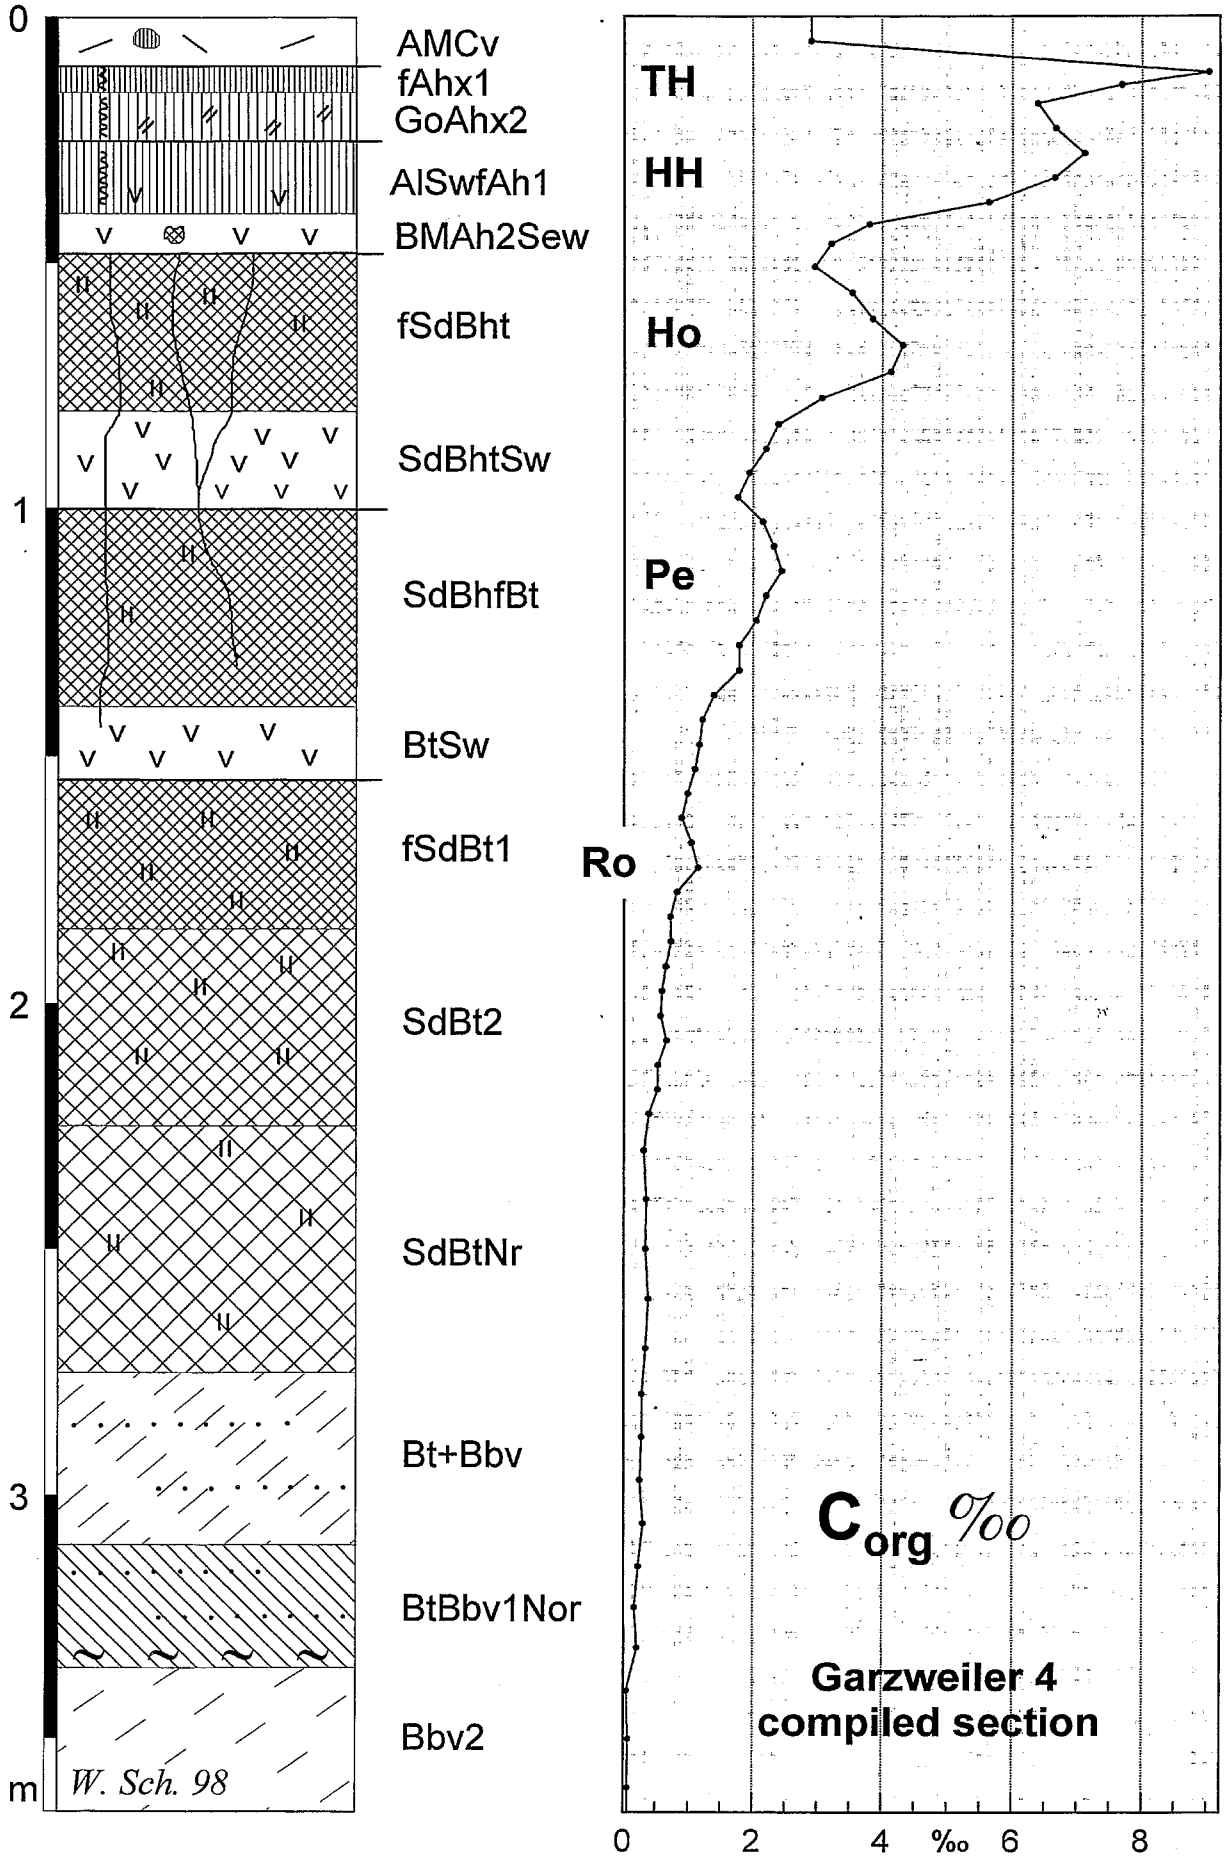 0
AMCv
fAhx1
GoAhx2
AlSwfAh1
BMAh2Sew
fSdBht
SdBhtSw
1
SdBhfBt
BtSw
fSdBt1
2
SdBt2
SdBtNr
Bt+Bbv
3
BtBbv1Nor
Bbv2
m
W. Sch. 98
TH
HH
Ho
Pe
Ro
Corg ‰
Garzweiler 4
compiled section
0 2 4 ‰ 6 8